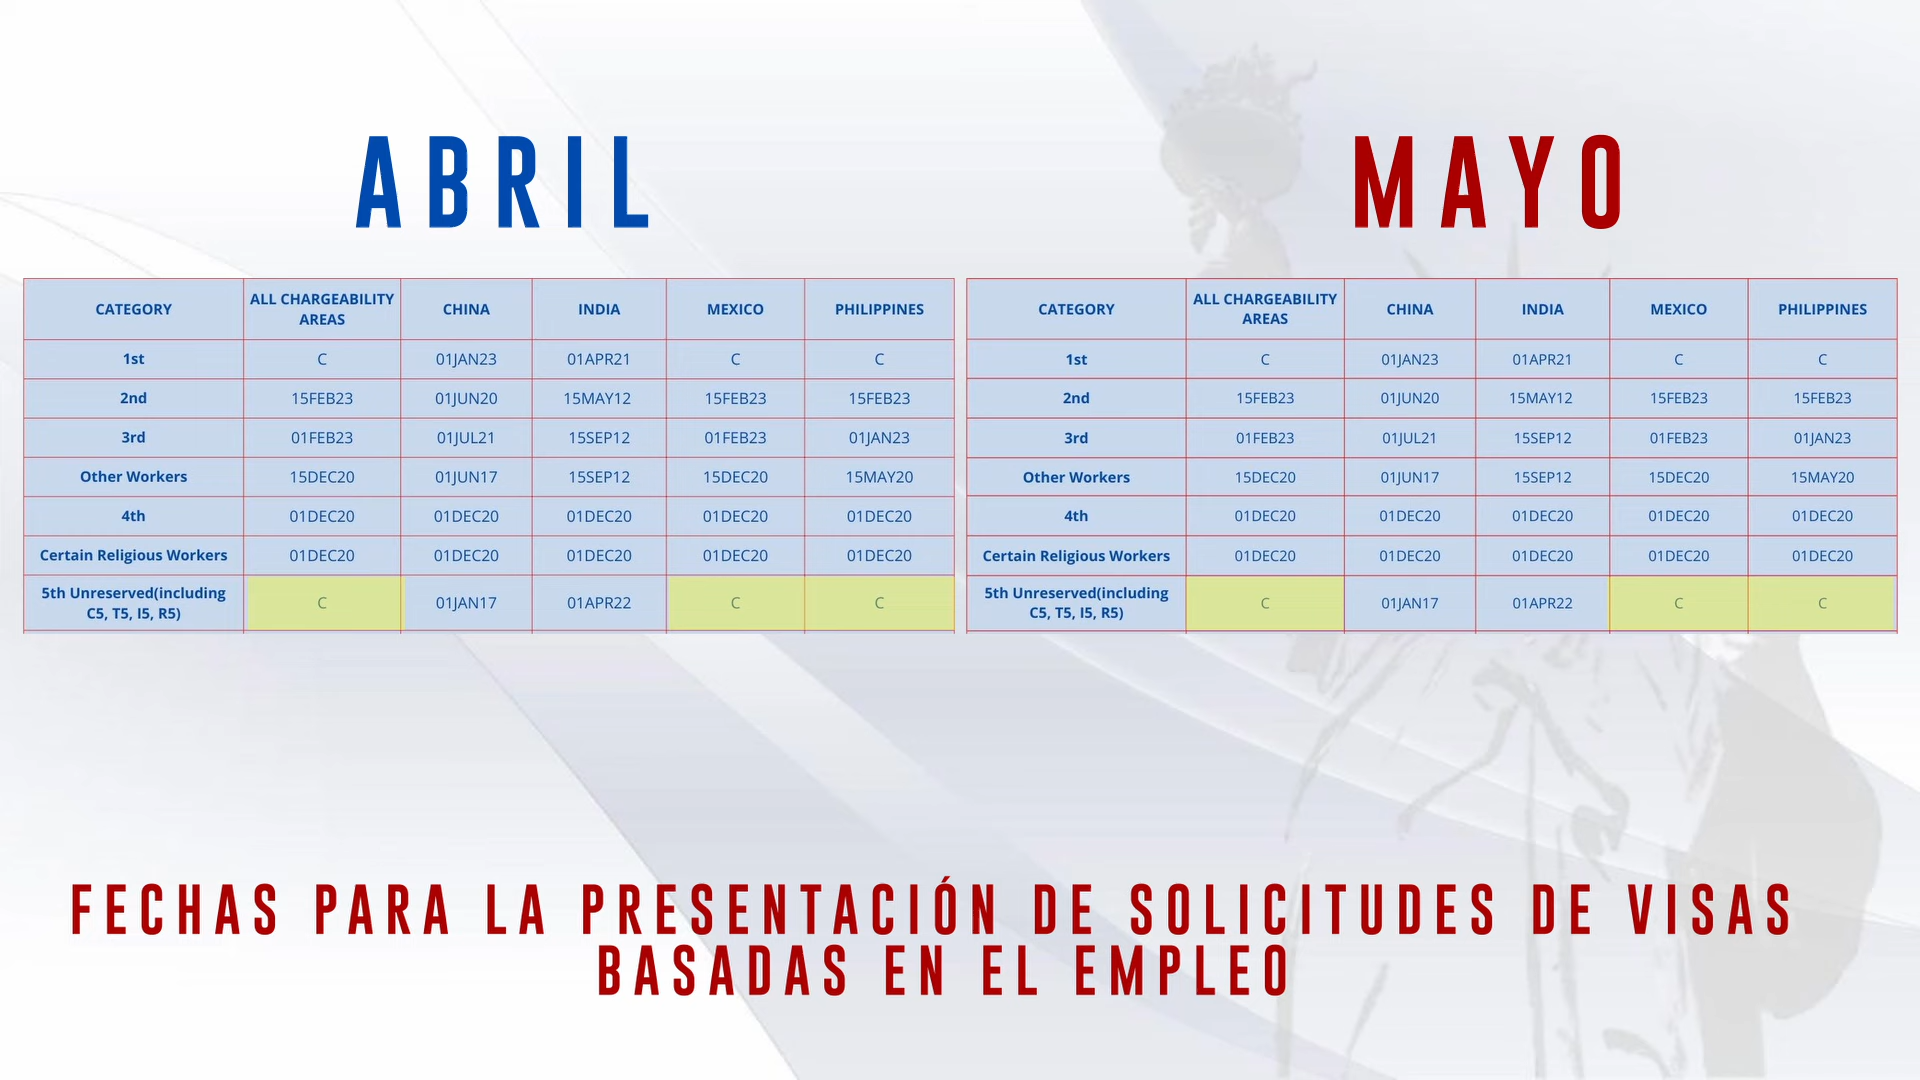 ABRIL
CATEGORY ALL CHARGEABILITY AREAS CHINA INDIA MEXICO PHILIPPINES
1st C 01JAN23 01APR21 C C
2nd 15FEB23 01JUN20 15MAY12 15FEB23 15FEB23
3rd 01FEB23 01JUL21 15SEP12 01FEB23 01JAN23
Other Workers 15DEC20 01JUN17 15SEP12 15DEC20 15MAY20
4th 01DEC20 01DEC20 01DEC20 01DEC20 01DEC20
Certain Religious Workers 01DEC20 01DEC20 01DEC20 01DEC20 01DEC20
5th Unreserved(including C5, T5, I5, R5) C 01JAN17 01APR22 C C
MAYO
CATEGORY ALL CHARGEABILITY AREAS CHINA INDIA MEXICO PHILIPPINES
1st C 01JAN23 01APR21 C C
2nd 15FEB23 01JUN20 15MAY12 15FEB23 15FEB23
3rd 01FEB23 01JUL21 15SEP12 01FEB23 01JAN23
Other Workers 15DEC20 01JUN17 15SEP12 15DEC20 15MAY20
4th 01DEC20 01DEC20 01DEC20 01DEC20 01DEC20
Certain Religious Workers 01DEC20 01DEC20 01DEC20 01DEC20 01DEC20
5th Unreserved(including C5, T5, I5, R5) C 01JAN17 01APR22 C C
FECHAS PARA LA PRESENTACIÓN DE SOLICITUDES DE VISAS
BASADAS EN EL EMPLEO